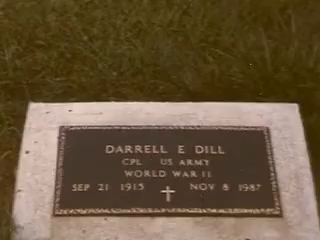 DARRELL E DILL
CPL US ARMY
WORLD WAR II
SEP 21 1915 NOV 8 1987